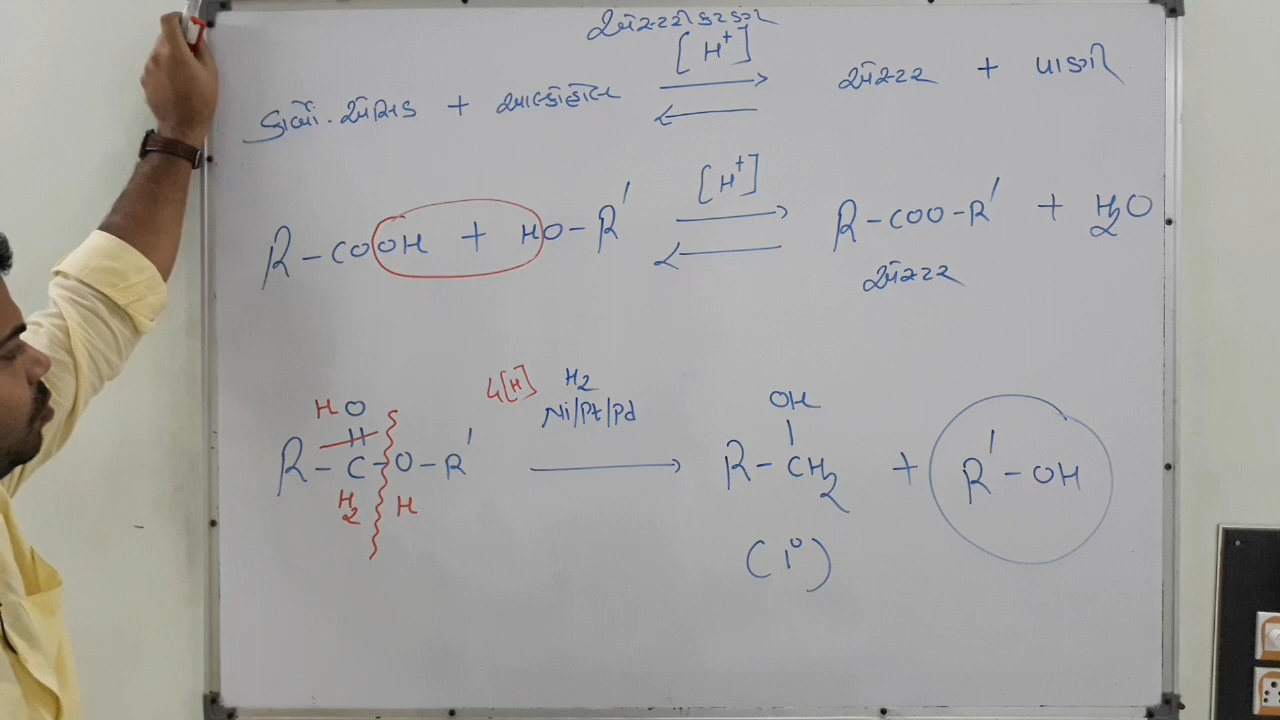 એસ્ટરીકરણ
[H⁺]
કાર્બો. એસિડ + આલ્કોહોલ ⇌ એસ્ટર + પાણી
[H⁺]
R-COOH + HO-R' ⇌ R-COO-R' + H₂O
એસ્ટર
4[H] H₂
Ni/Pt/Pd
H O OH
R-C-O-R' → R-CH₂ + R'-OH
H₂ H
(1°)